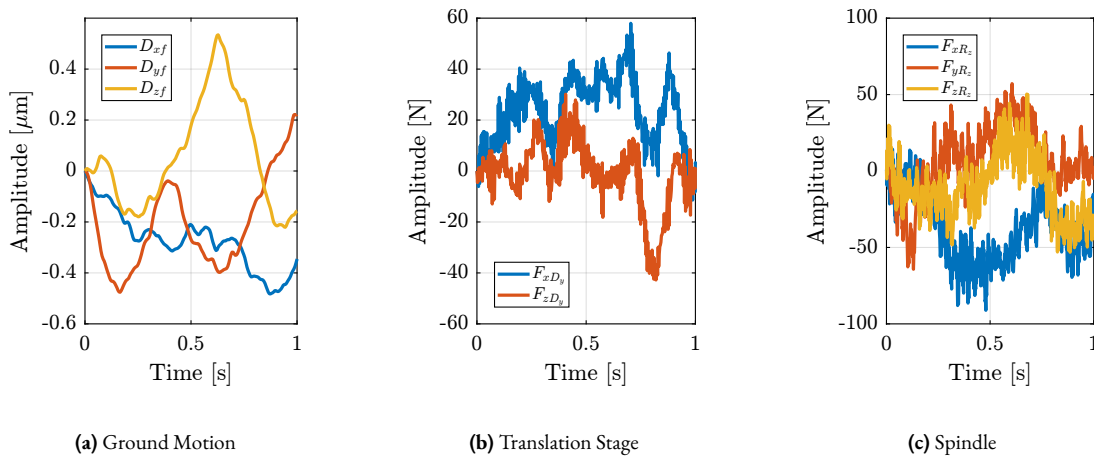 Amplitude [μm]
0.4
0.2
0
-0.2
-0.4
-0.6
D_xf
D_yf
D_zf
0 0.5 1
Time [s]
(a) Ground Motion
Amplitude [N]
60
40
20
0
-20
-40
-60
F_xD_y
F_zD_y
0 0.5 1
Time [s]
(b) Translation Stage
Amplitude [N]
100
50
0
-50
-100
F_xR_z
F_yR_z
F_zR_z
0 0.5 1
Time [s]
(c) Spindle